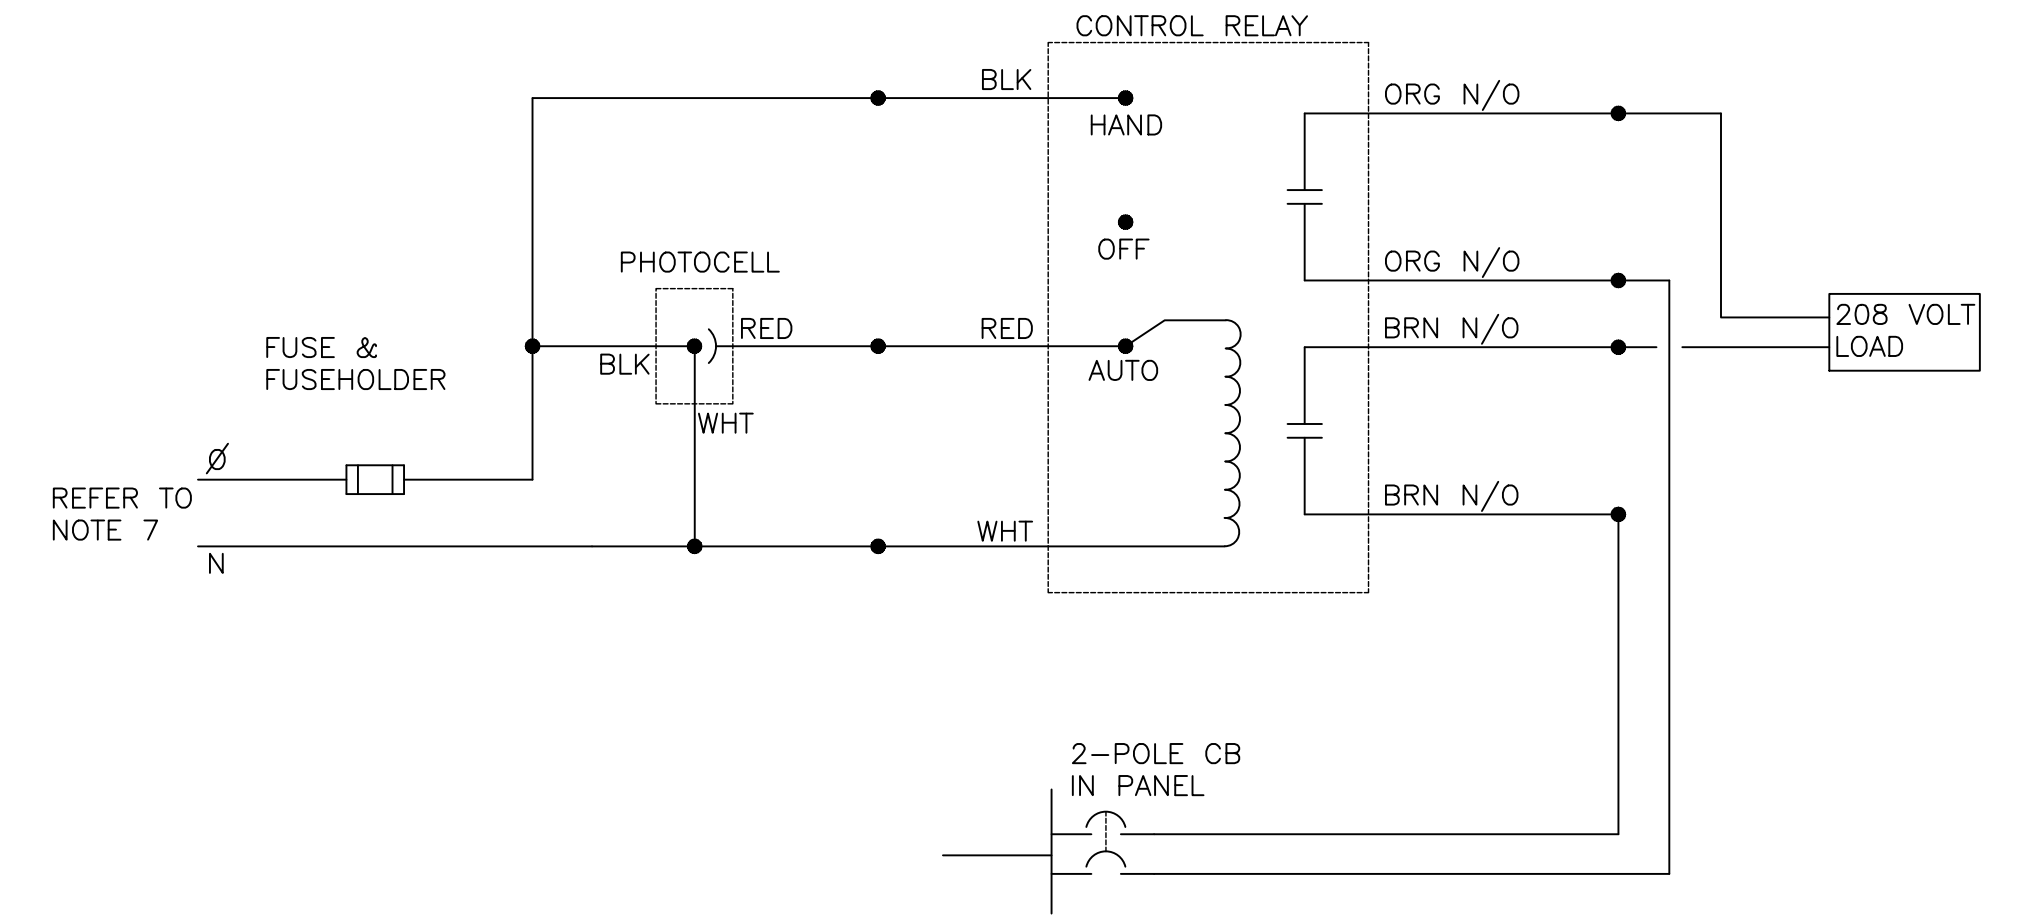 CONTROL RELAY
BLK
HAND
ORG N/O
OFF
ORG N/O
PHOTOCELL
RED
RED
BLK
WHT
AUTO
BRN N/O
208 VOLT
LOAD
FUSE &
FUSEHOLDER
Ø
REFER TO
NOTE 7
N
WHT
BRN N/O
2-POLE CB
IN PANEL